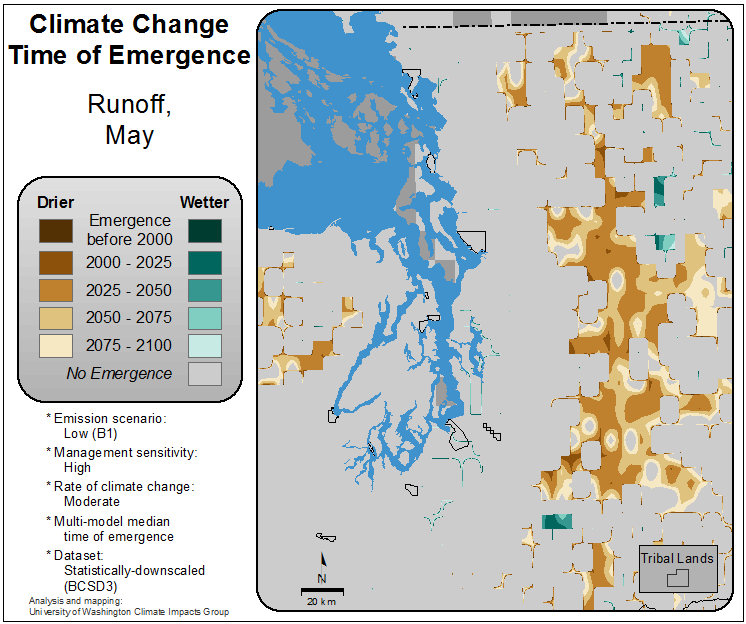 Climate Change
Time of Emergence
Runoff,
May
Drier Wetter
Emergence
before 2000
2000 - 2025
2025 - 2050
2050 - 2075
2075 - 2100
No Emergence
* Emission scenario:
Low (B1)
* Management sensitivity:
High
* Rate of climate change:
Moderate
* Multi-model median
time of emergence
* Dataset:
Statistically-downscaled
(BCSD3)
Analysis and mapping:
University of Washington Climate Impacts Group
N
20 km
Tribal Lands